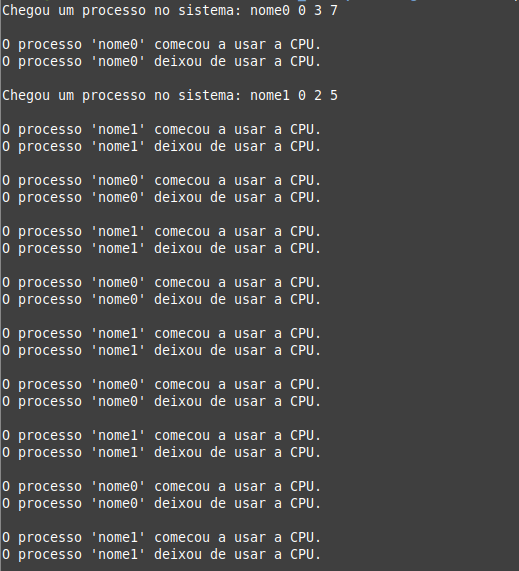 Chegou um processo no sistema: nome0 0 3 7
O processo 'nome0' comecou a usar a CPU.
O processo 'nome0' deixou de usar a CPU.
Chegou um processo no sistema: nome1 0 2 5
O processo 'nome1' comecou a usar a CPU.
O processo 'nome1' deixou de usar a CPU.
O processo 'nome0' comecou a usar a CPU.
O processo 'nome0' deixou de usar a CPU.
O processo 'nome1' comecou a usar a CPU.
O processo 'nome1' deixou de usar a CPU.
O processo 'nome0' comecou a usar a CPU.
O processo 'nome0' deixou de usar a CPU.
O processo 'nome1' comecou a usar a CPU.
O processo 'nome1' deixou de usar a CPU.
O processo 'nome0' comecou a usar a CPU.
O processo 'nome0' deixou de usar a CPU.
O processo 'nome1' comecou a usar a CPU.
O processo 'nome1' deixou de usar a CPU.
O processo 'nome0' comecou a usar a CPU.
O processo 'nome0' deixou de usar a CPU.
O processo 'nome1' comecou a usar a CPU.
O processo 'nome1' deixou de usar a CPU.